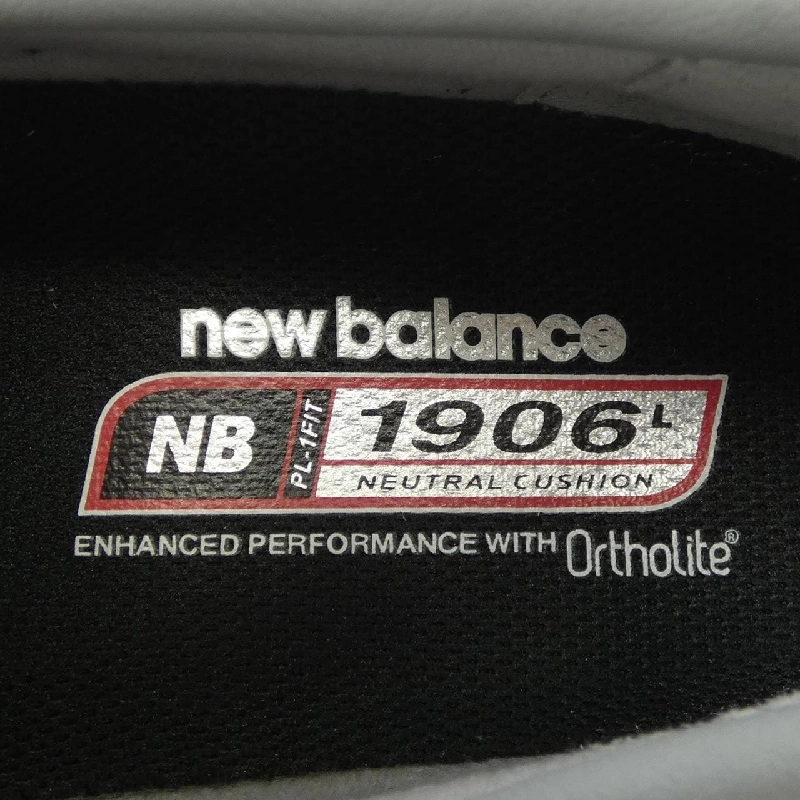 new balance
NB PL-1FIT 1906L
NEUTRAL CUSHION
ENHANCED PERFORMANCE WITH Ortholite®